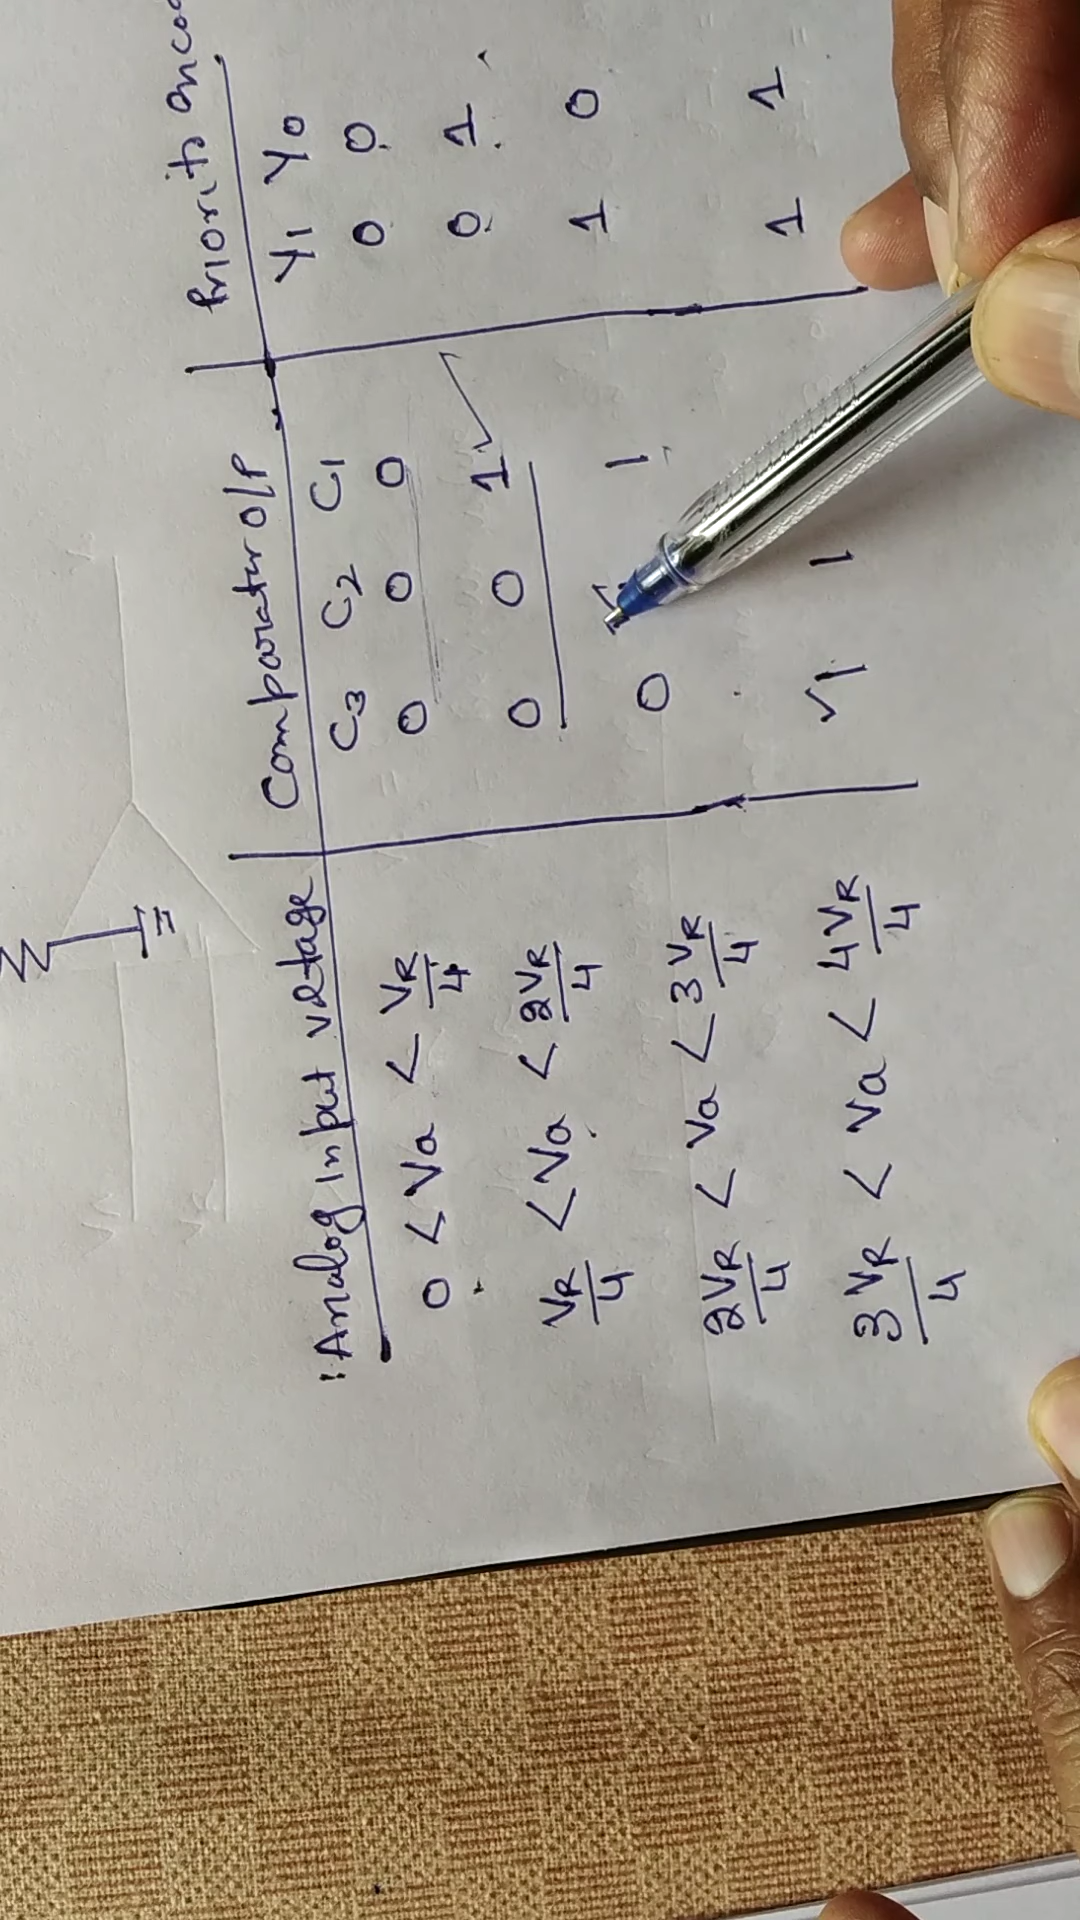 Analog Input voltage | Comparator O/P | Priority
C3 C2 C1 | Y1 Y0
0 < Va < VR/4 | 0 0 0 | 0 0
VR/4 < Va < 2VR/4 | 0 0 1 | 0 1
2VR/4 < Va < 3VR/4 | 0 1 1 | 1 0
3VR/4 < Va < 4VR/4 | 1 1 | 1 1